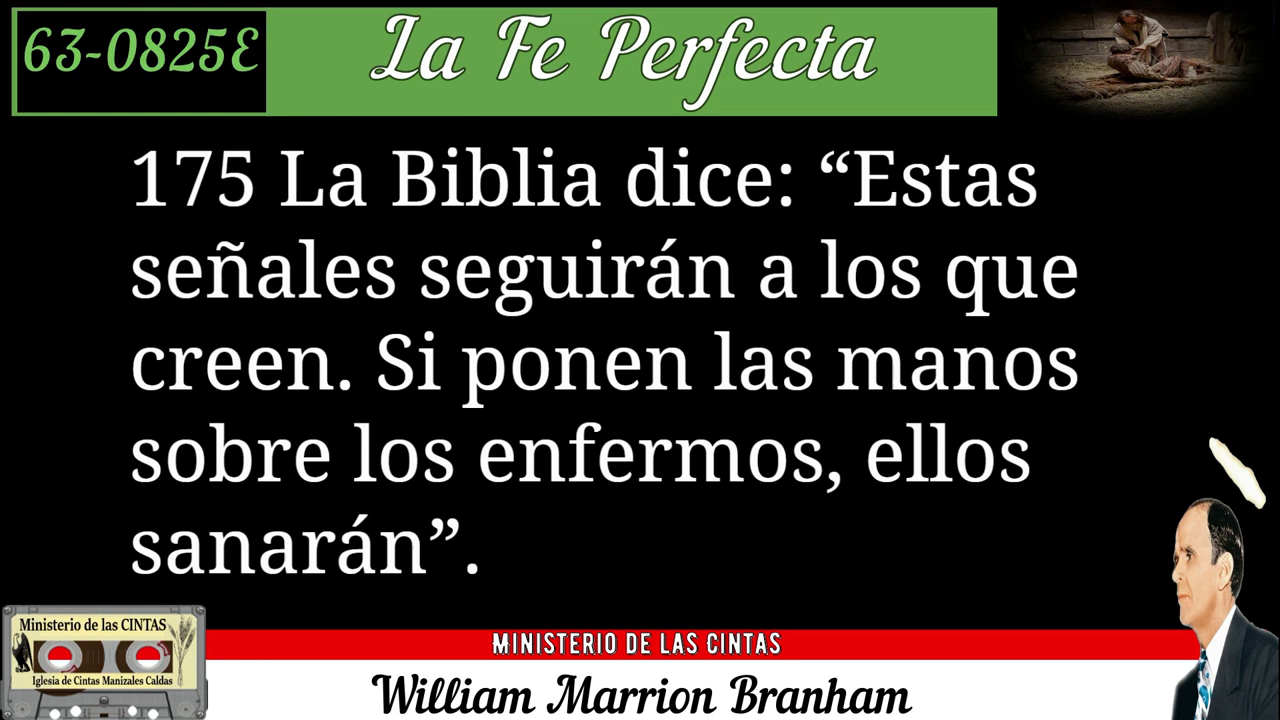 63-0825E
La Fe Perfecta
175 La Biblia dice: “Estas
señales seguirán a los que
creen. Si ponen las manos
sobre los enfermos, ellos
sanarán”.
Ministerio de las CINTAS
Iglesia de Cintas Manizales Caldas
MINISTERIO DE LAS CINTAS
William Marrion Branham